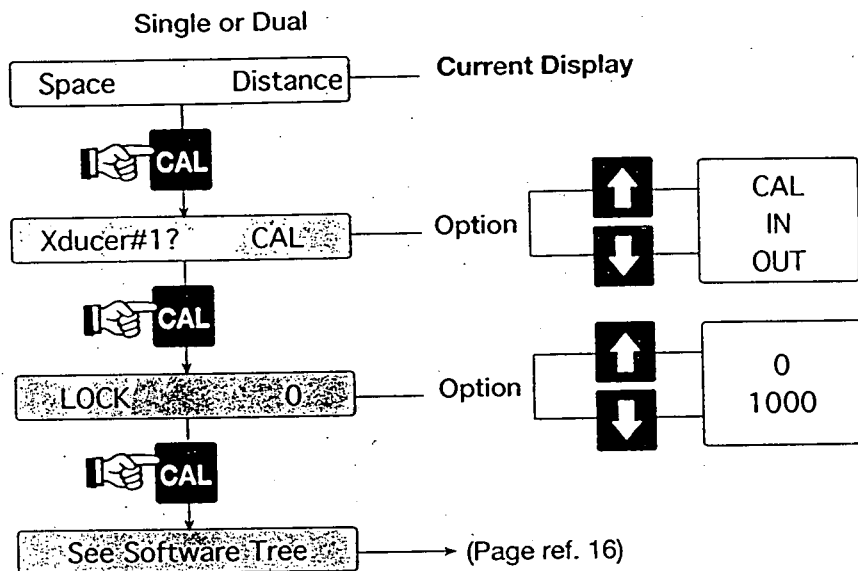 Single or Dual
Space Distance
Current Display
CAL
Xducer#1? CAL
Option
CAL
IN
OUT
CAL
LOCK 0
Option
0
1000
CAL
See Software Tree
(Page ref. 16)